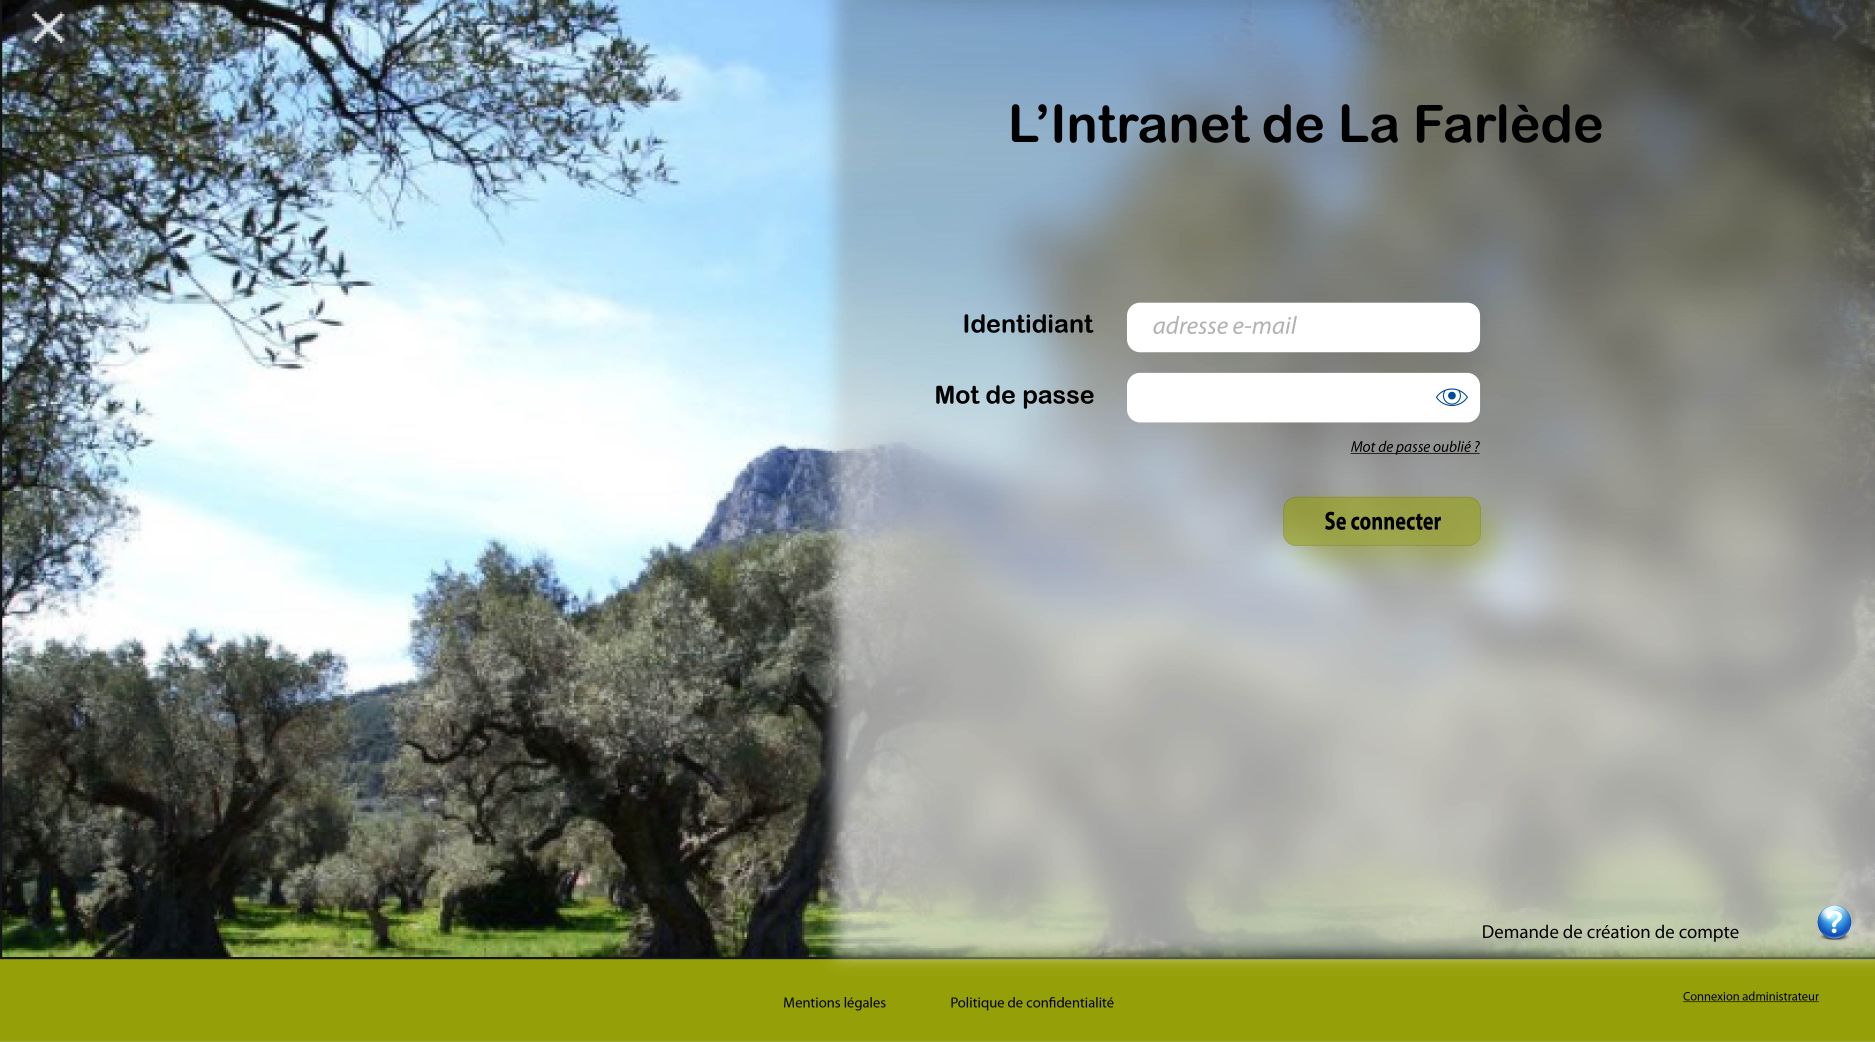 L’Intranet de La Farlède
Identidiant
adresse e-mail
Mot de passe
Mot de passe oublié ?
Se connecter
Demande de création de compte
?
Mentions légales
Politique de confidentialité
Connexion administrateur